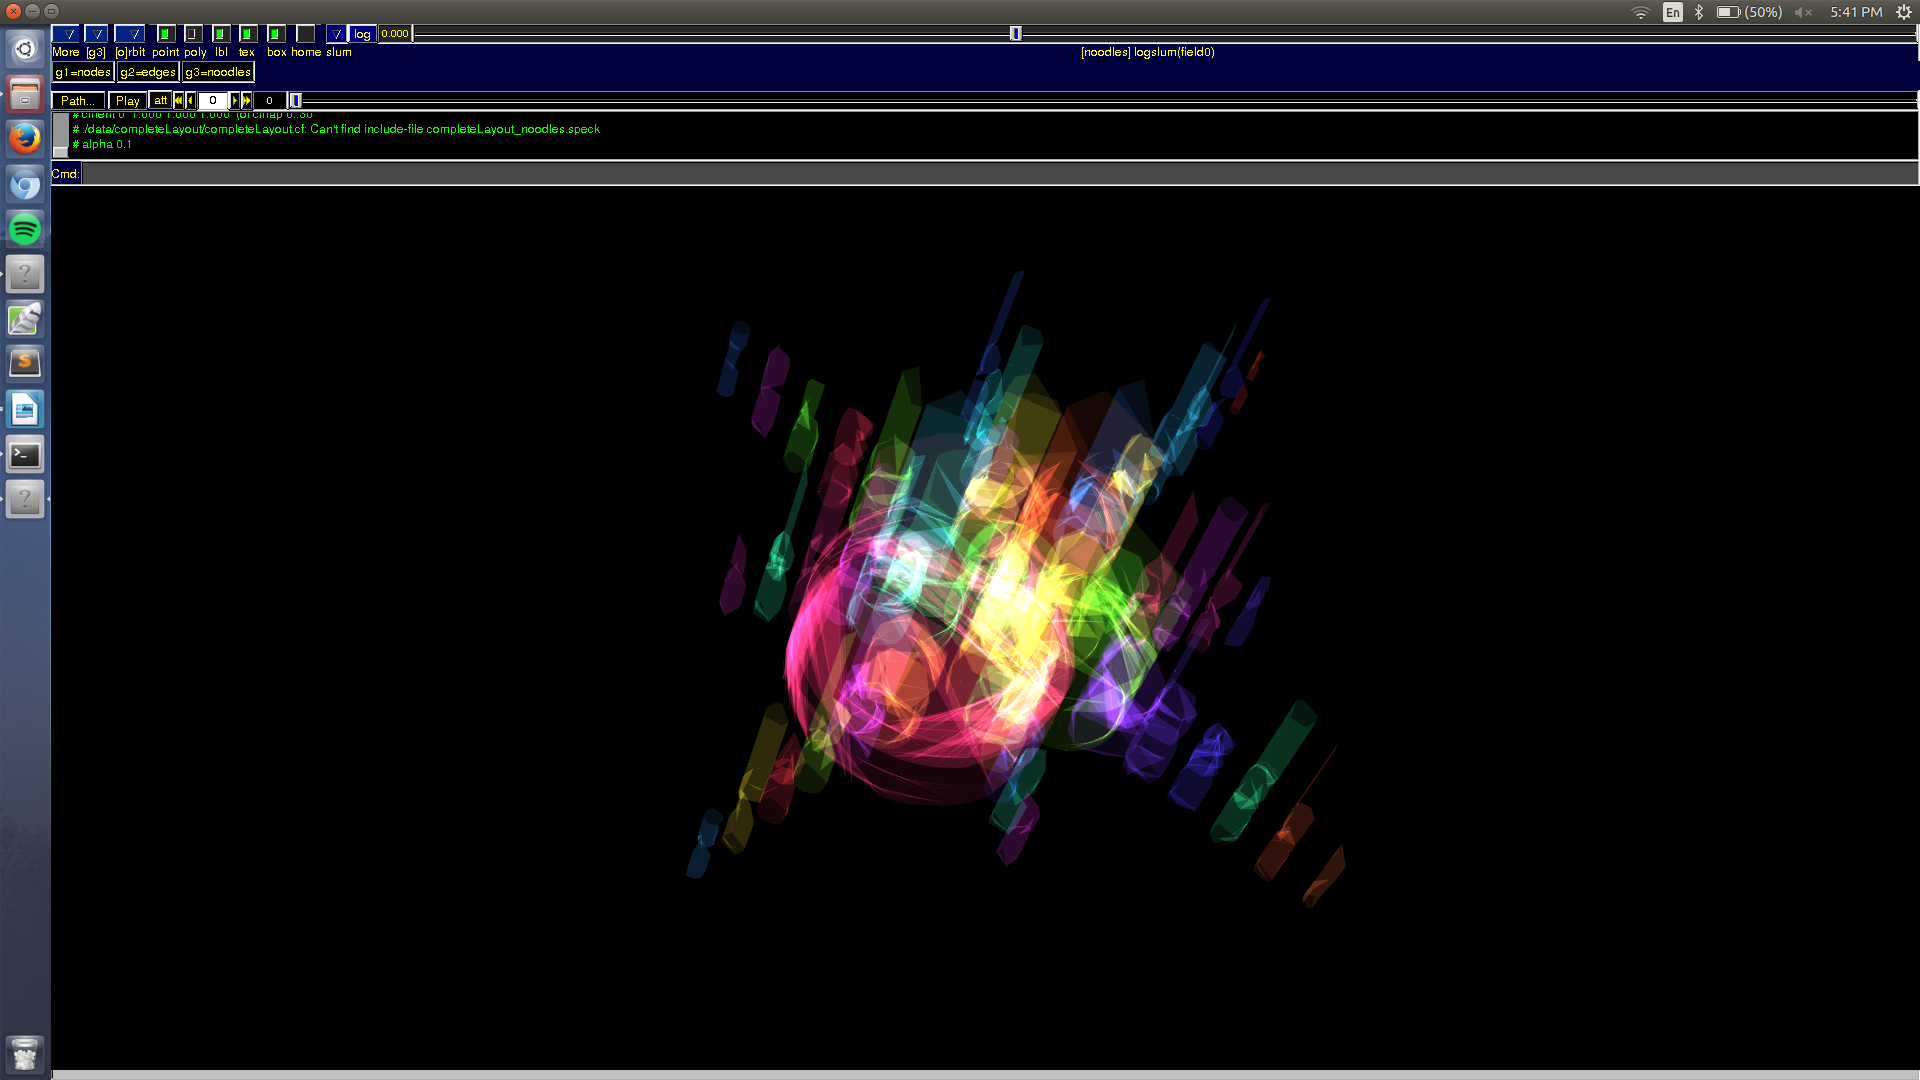 En (50%) 5:41 PM
log 0.000
More [g3] [o]rbit point poly lbl tex box home slum [noodles] logslum(field0)
g1=nodes g2=edges g3=noodles
Path... Play att 0 0
# cment 0 1.000 1.000 1.000 (of cmap 0..30
# ./data/completeLayout/completeLayout.cf: Can't find include-file completeLayout_noodles.speck
# alpha 0.1
Cmd: